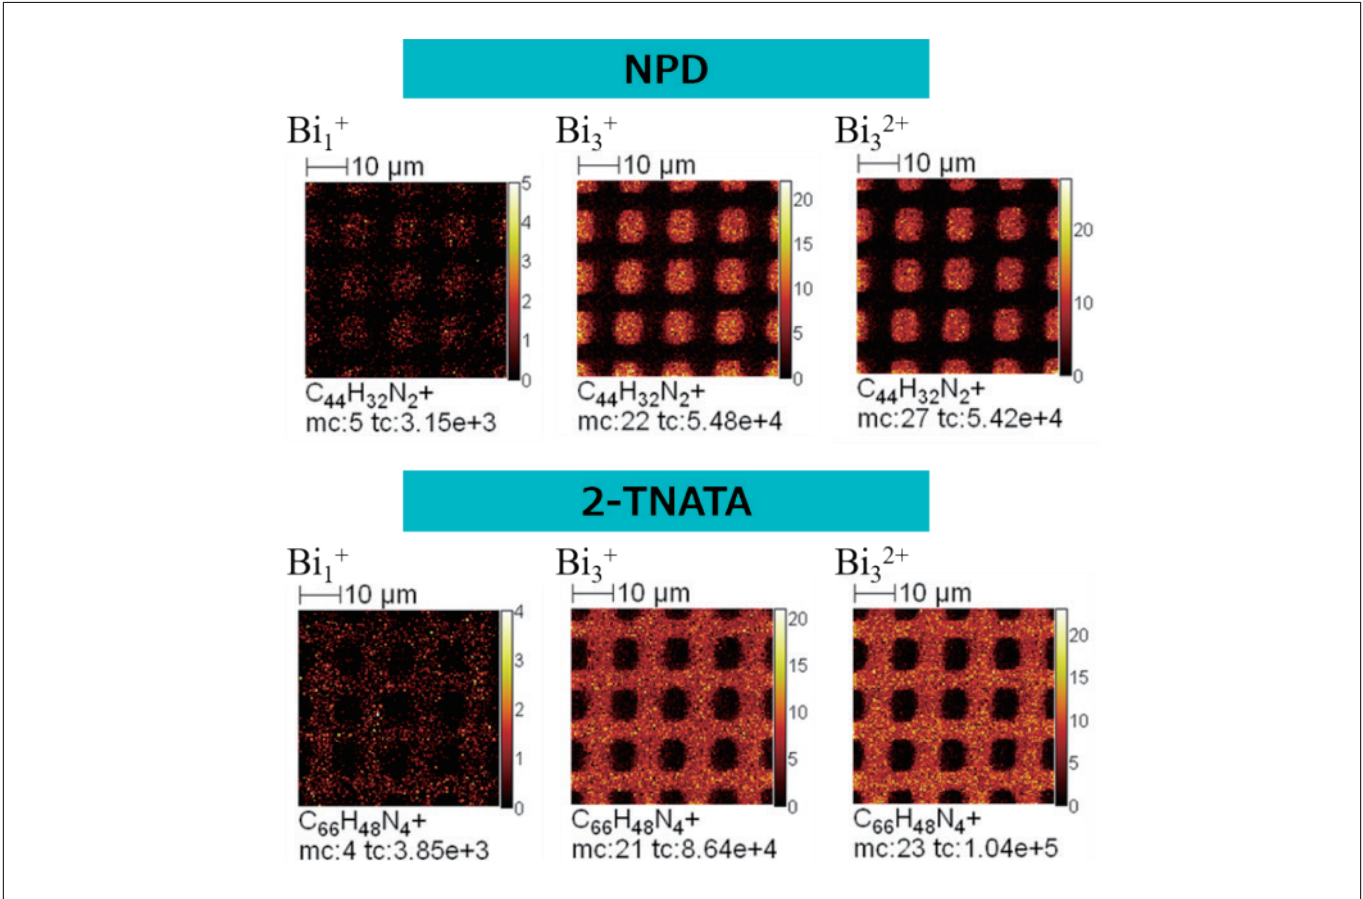 NPD
Bi₁⁺ Bi₃⁺ Bi₃²⁺
10 µm 10 µm 10 µm
5 4 3 2 1 0
20 15 10 5 0
20 10 0
C₄₄H₃₂N₂+ C₄₄H₃₂N₂+ C₄₄H₃₂N₂+
mc:5 tc:3.15e+3 mc:22 tc:5.48e+4 mc:27 tc:5.42e+4
2-TNATA
Bi₁⁺ Bi₃⁺ Bi₃²⁺
10 µm 10 µm 10 µm
4 3 2 1 0
20 15 10 5 0
20 15 10 5 0
C₆₆H₄₈N₄+ C₆₆H₄₈N₄+ C₆₆H₄₈N₄+
mc:4 tc:3.85e+3 mc:21 tc:8.64e+4 mc:23 tc:1.04e+5